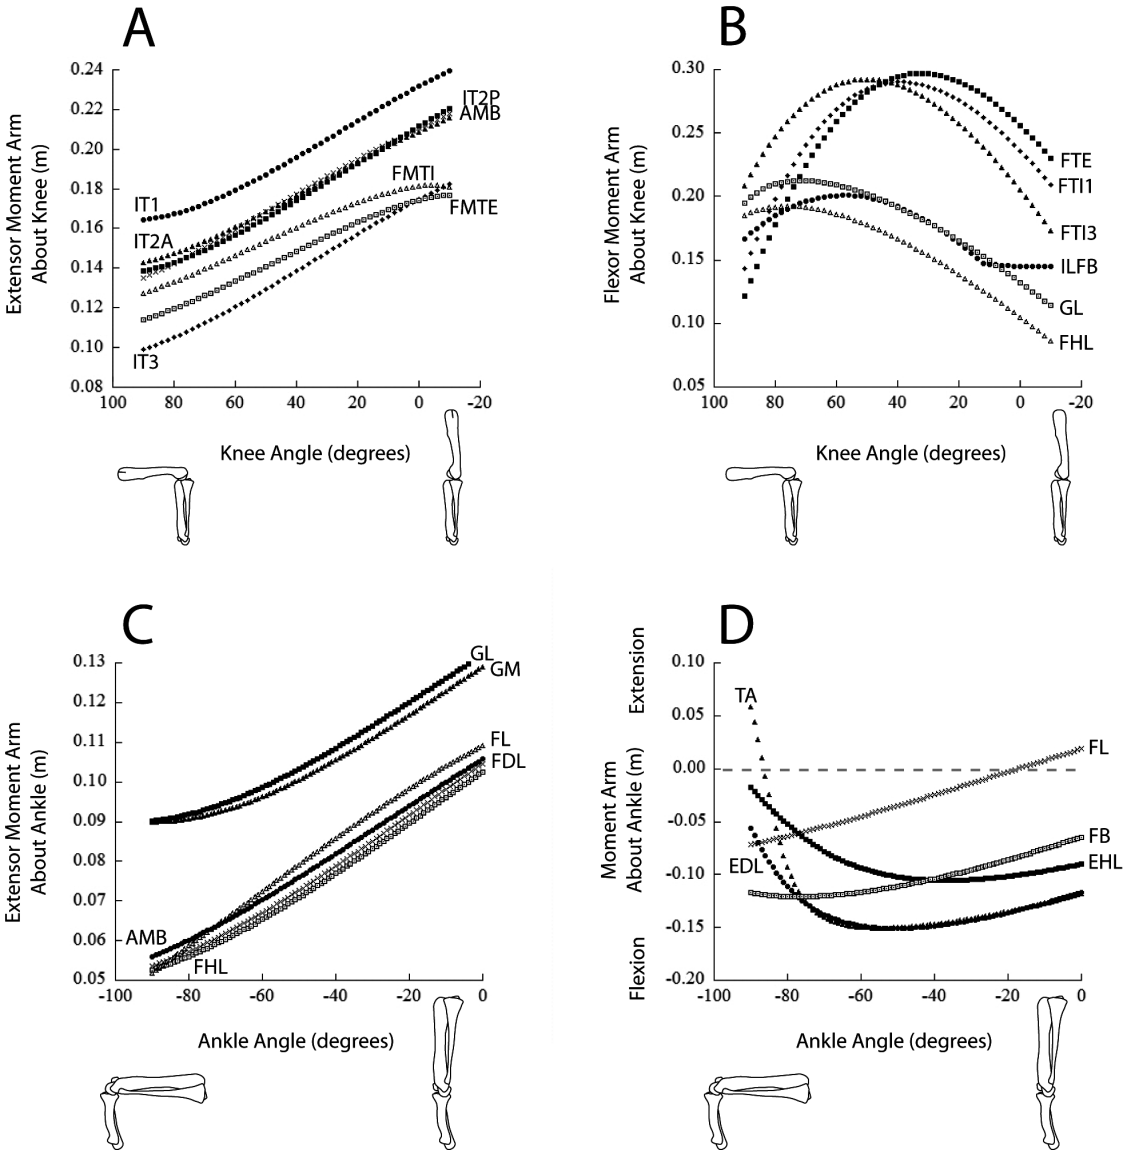 A
Extensor Moment Arm
About Knee (m)
0.24
0.22
0.20
0.18
0.16
0.14
0.12
0.10
0.08
IT2P
AMB
FMTI
FMTE
IT1
IT2A
IT3
100 80 60 40 20 0 -20
Knee Angle (degrees)
B
Flexor Moment Arm
About Knee (m)
0.30
0.25
0.20
0.15
0.10
0.05
FTE
FTI1
FTI3
ILFB
GL
FHL
100 80 60 40 20 0 -20
Knee Angle (degrees)
C
Extensor Moment Arm
About Ankle (m)
0.13
0.12
0.11
0.10
0.09
0.08
0.07
0.06
0.05
GL
GM
FL
FDL
AMB
FHL
-100 -80 -60 -40 -20 0
Ankle Angle (degrees)
D
Extension
Moment Arm
About Ankle (m)
Flexion
0.10
0.05
0.00
-0.05
-0.10
-0.15
-0.20
TA
FL
FB
EHL
EDL
-100 -80 -60 -40 -20 0
Ankle Angle (degrees)